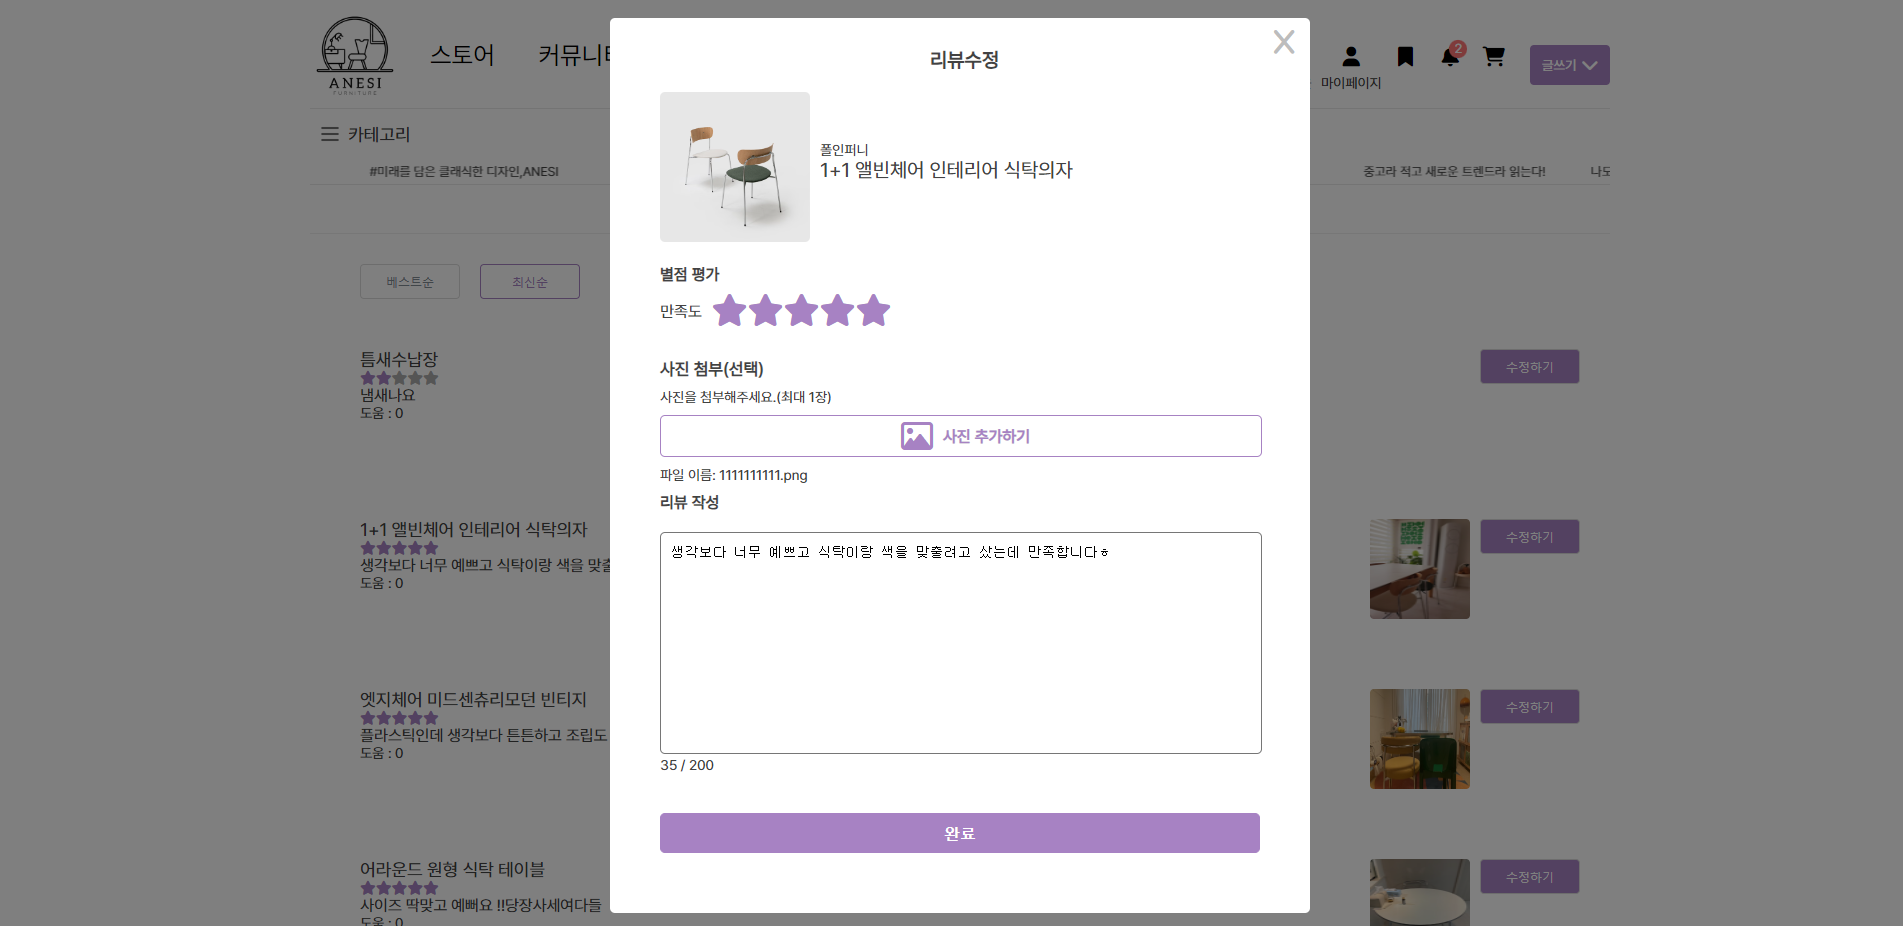 ANESI
FURNITURE
스토어
커뮤니티
2
마이페이지
글쓰기
카테고리
#미래를 담은 클래식한 디자인,ANESI
중고라 적고 새로운 트렌드라 읽는다!
나도
베스트순
최신순
틈새수납장
냄새나요
도움 : 0
수정하기
1+1 앨빈체어 인테리어 식탁의자
생각보다 너무 예쁘고 식탁이랑 색을 맞출
도움 : 0
수정하기
엣지체어 미드센츄리모던 빈티지
플라스틱인데 생각보다 튼튼하고 조립도
도움 : 0
수정하기
어라운드 원형 식탁 테이블
사이즈 딱맞고 예뻐요 !!당장사세여다들
도움 : 0
수정하기
리뷰수정
X
폴인퍼니
1+1 앨빈체어 인테리어 식탁의자
별점 평가
만족도
사진 첨부(선택)
사진을 첨부해주세요.(최대 1장)
사진 추가하기
파일 이름: 1111111111.png
리뷰 작성
생각보다 너무 예쁘고 식탁이랑 색을 맞출려고 샀는데 만족합니다ㅎ
35 / 200
완료